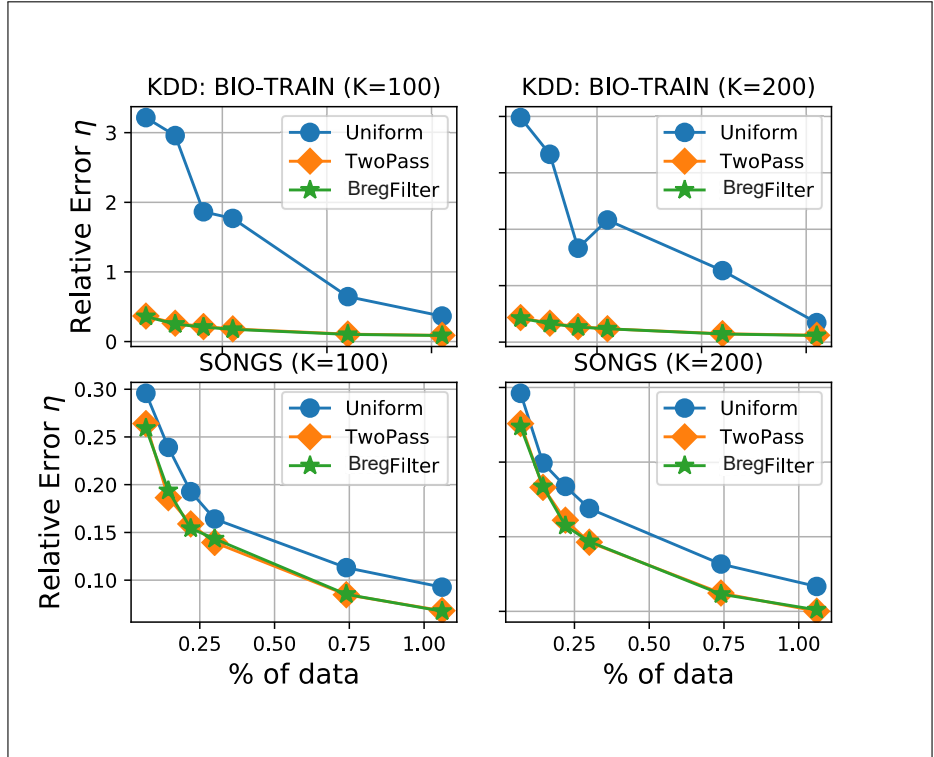 KDD: BIO-TRAIN (K=100)
Relative Error η
3
2
1
0
Uniform
TwoPass
BregFilter
KDD: BIO-TRAIN (K=200)
Uniform
TwoPass
BregFilter
SONGS (K=100)
Relative Error η
0.30
0.25
0.20
0.15
0.10
Uniform
TwoPass
BregFilter
0.25 0.50 0.75 1.00
% of data
SONGS (K=200)
Uniform
TwoPass
BregFilter
0.25 0.50 0.75 1.00
% of data